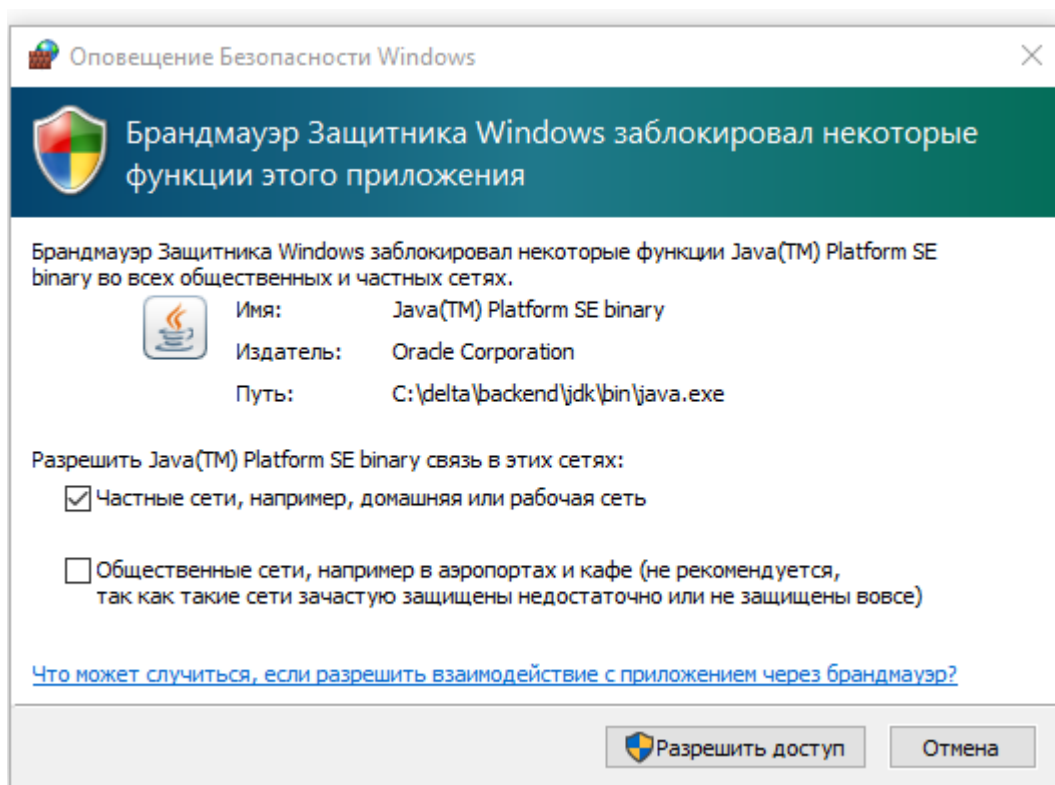 Оповещение Безопасности Windows
Брандмауэр Защитника Windows заблокировал некоторые
функции этого приложения
Брандмауэр Защитника Windows заблокировал некоторые функции Java(TM) Platform SE
binary во всех общественных и частных сетях.
Имя: Java(TM) Platform SE binary
Издатель: Oracle Corporation
Путь: C:\delta\backend\jdk\bin\java.exe
Разрешить Java(TM) Platform SE binary связь в этих сетях:
Частные сети, например, домашняя или рабочая сеть
Общественные сети, например в аэропортах и кафе (не рекомендуется,
так как такие сети зачастую защищены недостаточно или не защищены вовсе)
Что может случиться, если разрешить взаимодействие с приложением через брандмауэр?
Разрешить доступ Отмена